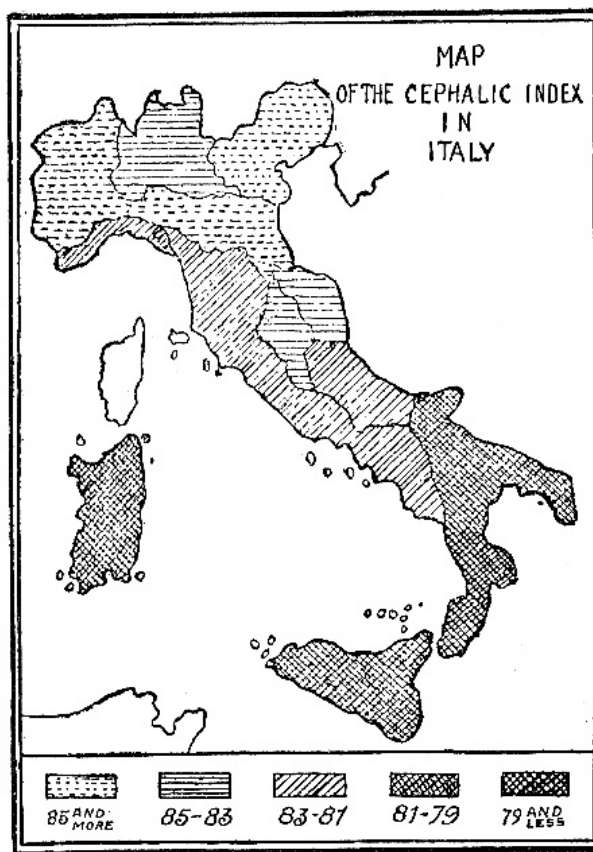 MAP
OF THE CEPHALIC INDEX
IN
ITALY
85 AND MORE
85-83
83-81
81-79
79 AND LESS